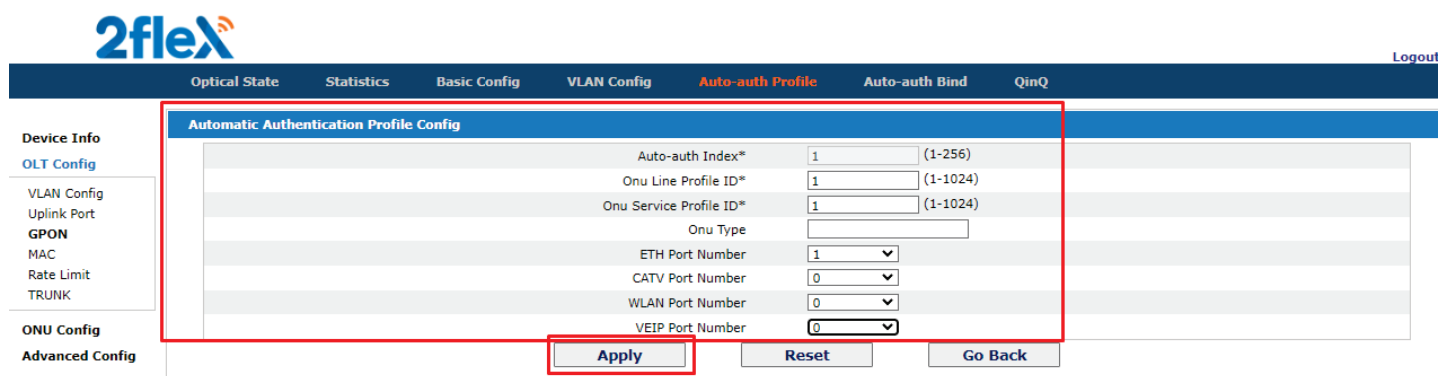 2flex
Logout
Optical State Statistics Basic Config VLAN Config Auto-auth Profile Auto-auth Bind QinQ
Device Info
OLT Config
VLAN Config
Uplink Port
GPON
MAC
Rate Limit
TRUNK
ONU Config
Advanced Config
Automatic Authentication Profile Config
Auto-auth Index* 1 (1-256)
Onu Line Profile ID* 1 (1-1024)
Onu Service Profile ID* 1 (1-1024)
Onu Type
ETH Port Number 1
CATV Port Number 0
WLAN Port Number 0
VEIP Port Number 0
Apply Reset Go Back